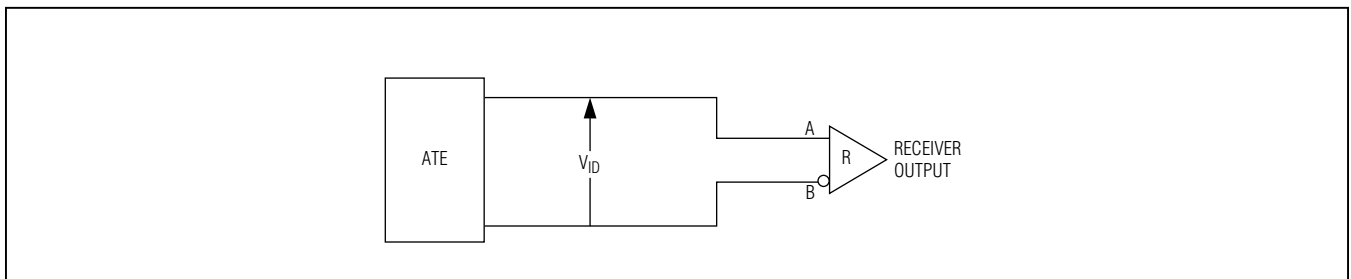 ATE
V_ID
A
B
R
RECEIVER
OUTPUT